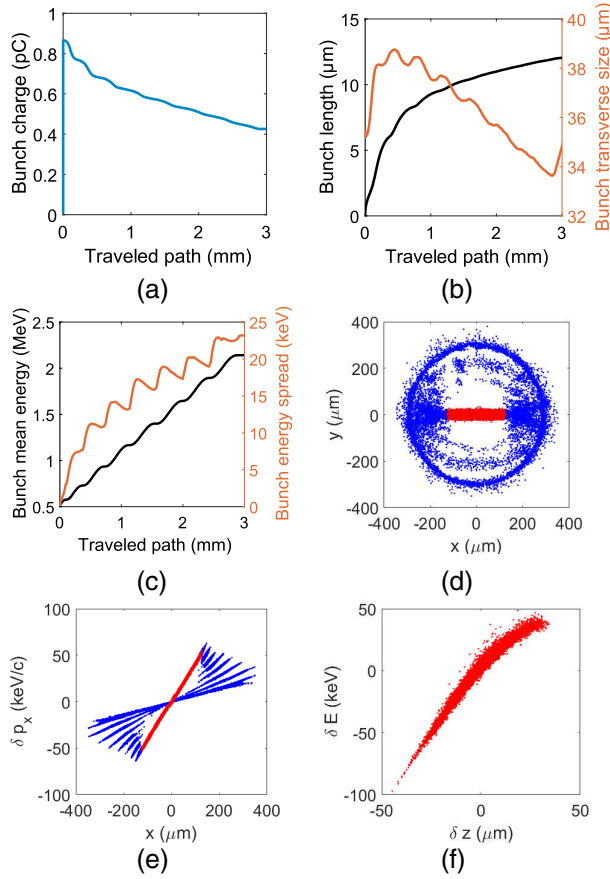 1
0.8
0.6
0.4
0.2
0
0 1 2 3
Bunch charge (pC)
Traveled path (mm)
(a)
15
10
5
0
40
38
36
34
32
0 1 2 3
Bunch length (μm)
Bunch transverse size (μm)
Traveled path (mm)
(b)
2.5
2
1.5
1
0.5
25
20
15
10
5
0
0 1 2 3
Bunch mean energy (MeV)
Bunch energy spread (keV)
Traveled path (mm)
(c)
400
200
0
-200
-400
-400 -200 0 200 400
y (μm)
x (μm)
(d)
100
50
0
-50
-100
-400 -200 0 200 400
δ pₓ (keV/c)
x (μm)
(e)
50
0
-50
-100
-50 0 50
δ E (keV)
δ z (μm)
(f)